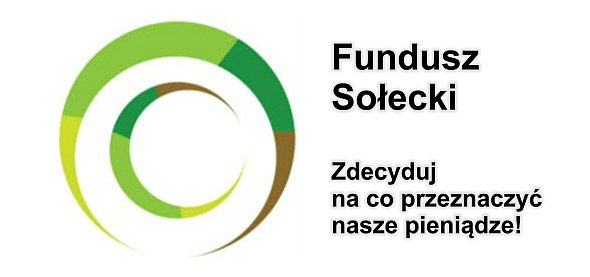 Fundusz
Sołecki
Zdecyduj
na co przeznaczyć
nasze pieniądze!